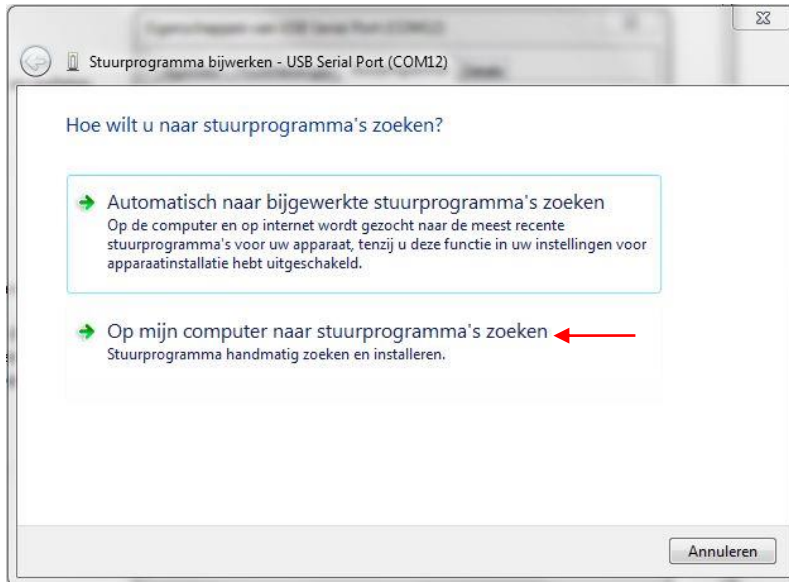 Stuurprogramma bijwerken - USB Serial Port (COM12)
Hoe wilt u naar stuurprogramma's zoeken?
Automatisch naar bijgewerkte stuurprogramma's zoeken
Op de computer en op internet wordt gezocht naar de meest recente
stuurprogramma's voor uw apparaat, tenzij u deze functie in uw instellingen voor
apparaatinstallatie hebt uitgeschakeld.
Op mijn computer naar stuurprogramma's zoeken
Stuurprogramma handmatig zoeken en installeren.
Annuleren